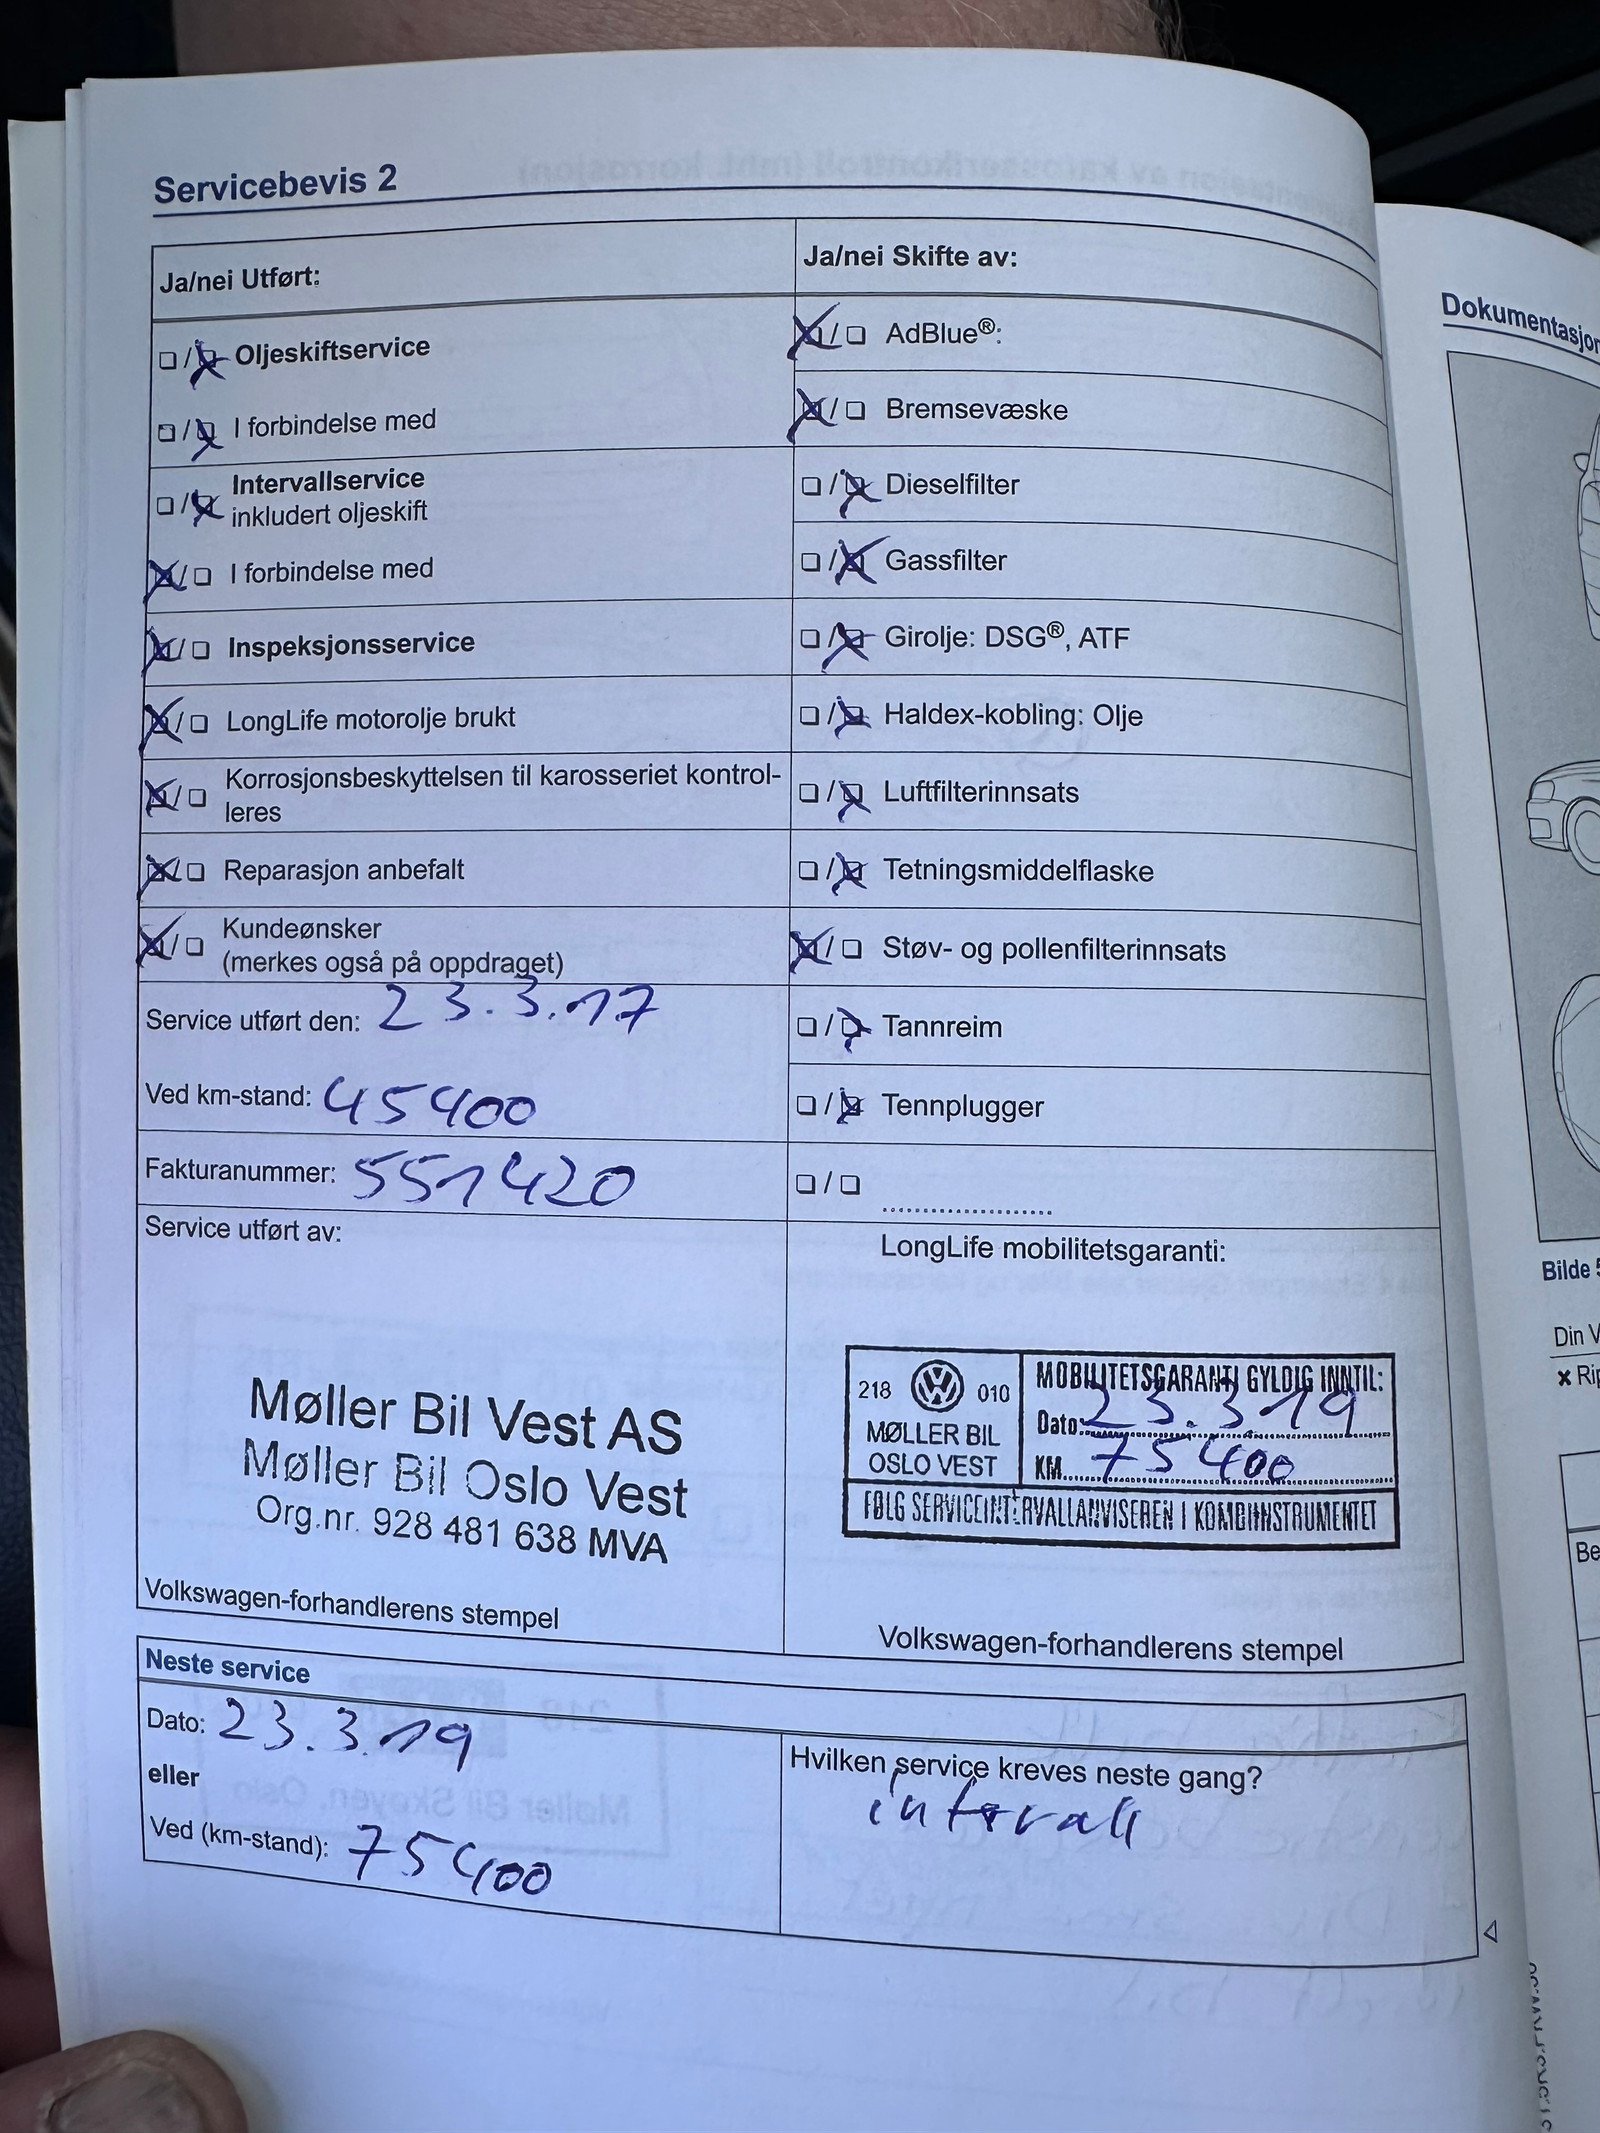 Servicebevis 2
Ja/nei Utført:
☐/☒ Oljeskiftservice
☐/☒ I forbindelse med
☐/☒ Intervallservice
inkludert oljeskift
☒/☐ I forbindelse med
☒/☐ Inspeksjonsservice
☒/☐ LongLife motorolje brukt
☒/☐ Korrosjonsbeskyttelsen til karosseriet kontrol-
leres
☒/☐ Reparasjon anbefalt
☒/☐ Kundeønsker
(merkes også på oppdraget)
Service utført den: 23.3.17
Ved km-stand: 45400
Fakturanummer: 551420
Service utført av:
Møller Bil Vest AS
Møller Bil Oslo Vest
Org.nr. 928 481 638 MVA
Volkswagen-forhandlerens stempel
Ja/nei Skifte av:
☒/☐ AdBlue®:
☒/☐ Bremsevæske
☐/☒ Dieselfilter
☐/☒ Gassfilter
☐/☒ Girolje: DSG®, ATF
☐/☒ Haldex-kobling: Olje
☐/☒ Luftfilterinnsats
☐/☒ Tetningsmiddelflaske
☒/☐ Støv- og pollenfilterinnsats
☐/☒ Tannreim
☐/☒ Tennplugger
☐/☐ ....................
LongLife mobilitetsgaranti:
218 VW 010
MØLLER BIL
OSLO VEST
MOBILITETSGARANTI GYLDIG INNTIL:
Dato: 23.3.19
KM. 75400
FØLG SERVICEINTERVALLANVISEREN I KOMBIINSTRUMENTET
Volkswagen-forhandlerens stempel
Neste service
Dato: 23.3.19
eller
Ved (km-stand): 75400
Hvilken service kreves neste gang?
intervall
Dokumentasjon
Bilde 5
Din V
× Rip
Be